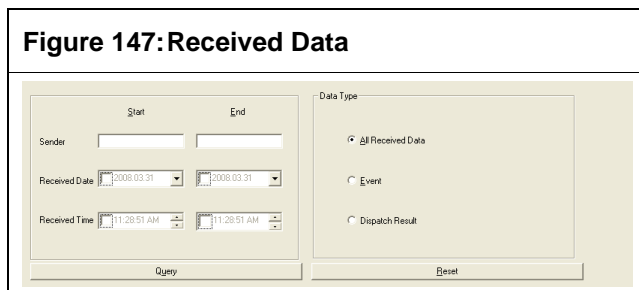 Figure 147: Received Data
Start End
Sender
Received Date 2008.03.31 2008.03.31
Received Time 11:28:51 AM 11:28:51 AM
Query
Data Type
All Received Data
Event
Dispatch Result
Reset